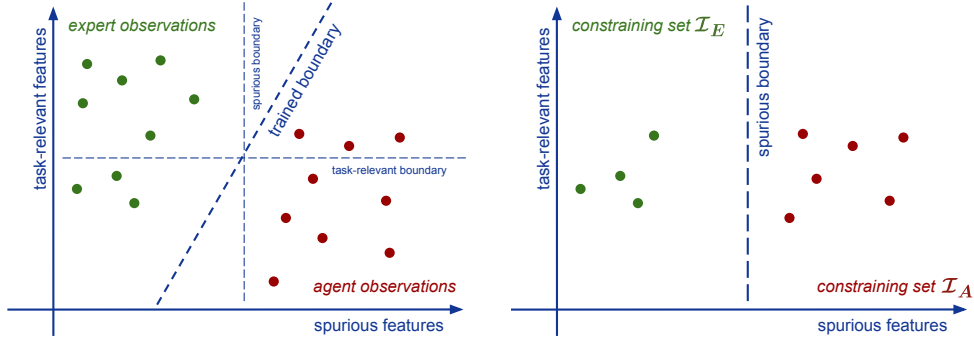 expert observations
task-relevant features
spurious boundary
trained boundary
task-relevant boundary
agent observations
spurious features
constraining set 𝓘_E
task-relevant features
spurious boundary
constraining set 𝓘_A
spurious features